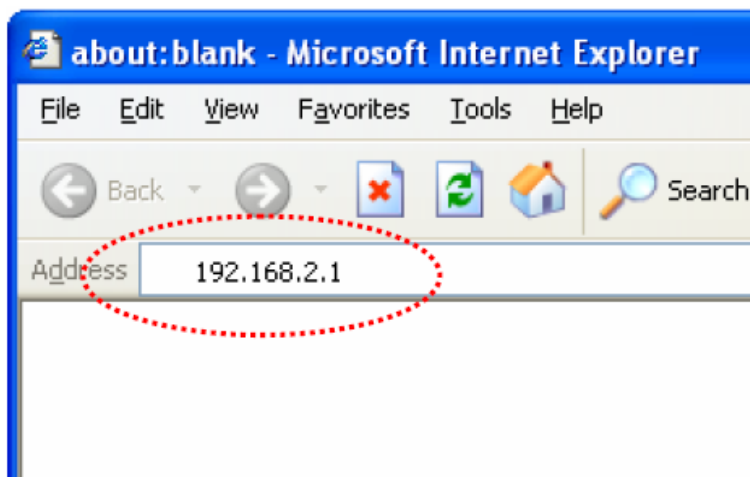 about:blank - Microsoft Internet Explorer
File Edit View Favorites Tools Help
Back Search
Address 192.168.2.1